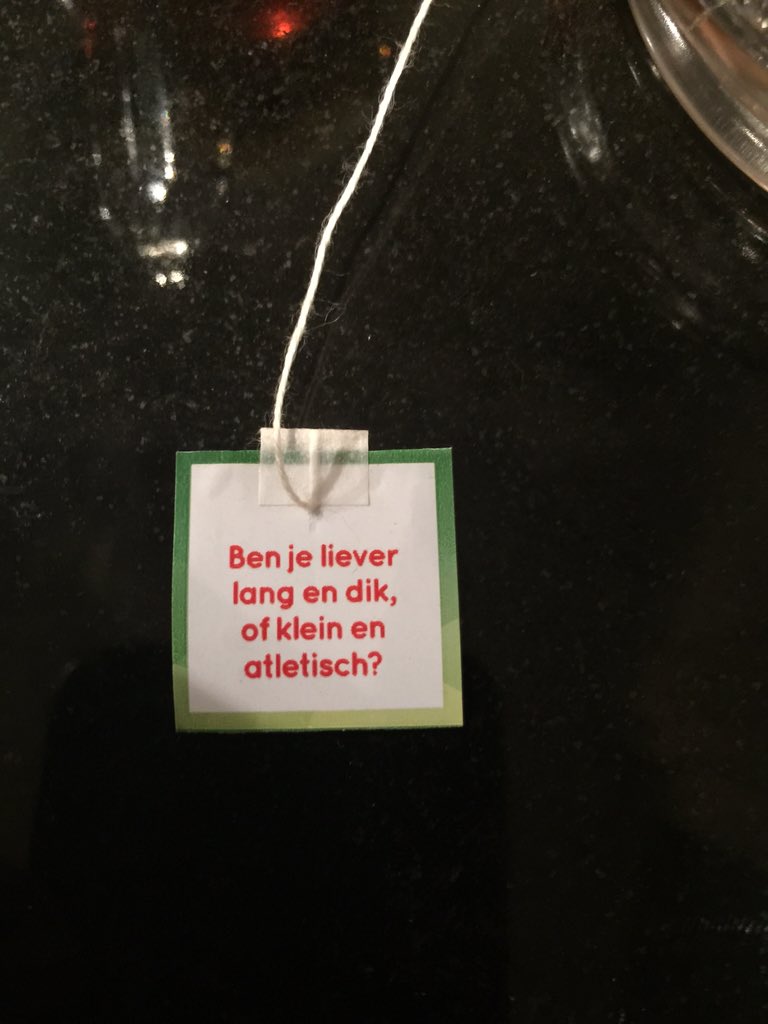 Ben je liever
lang en dik,
of klein en
atletisch?